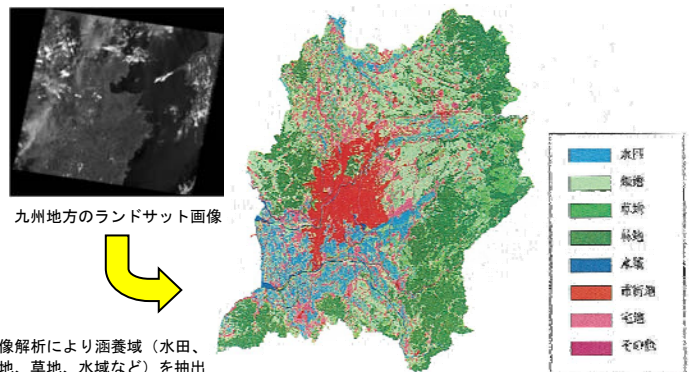 九州地方のランドサット画像
像解析により涵養域（水田、
地、草地、水域など）を抽出
水田
畑地
草地
林地
水域
市街地
宅地
その他